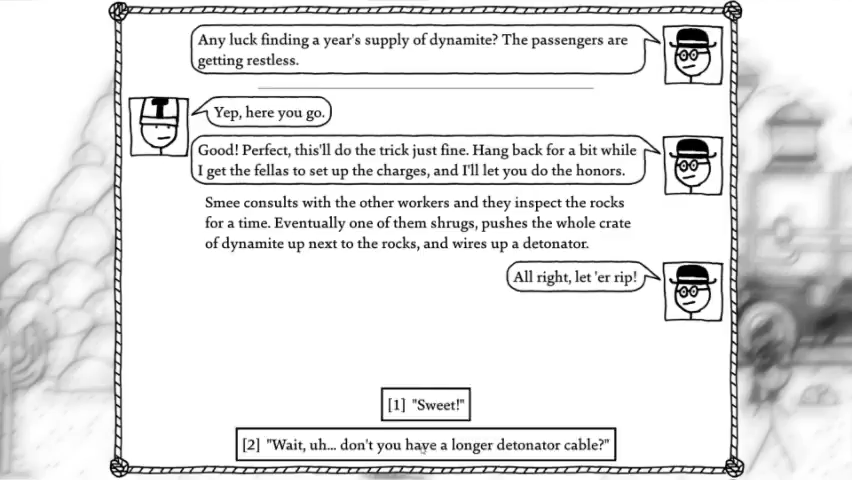 Any luck finding a year's supply of dynamite? The passengers are
getting restless.
T
Yep, here you go.
Good! Perfect, this'll do the trick just fine. Hang back for a bit while
I get the fellas to set up the charges, and I'll let you do the honors.
Smee consults with the other workers and they inspect the rocks
for a time. Eventually one of them shrugs, pushes the whole crate
of dynamite up next to the rocks, and wires up a detonator.
All right, let 'er rip!
[1] "Sweet!"
[2] "Wait, uh... don't you have a longer detonator cable?"